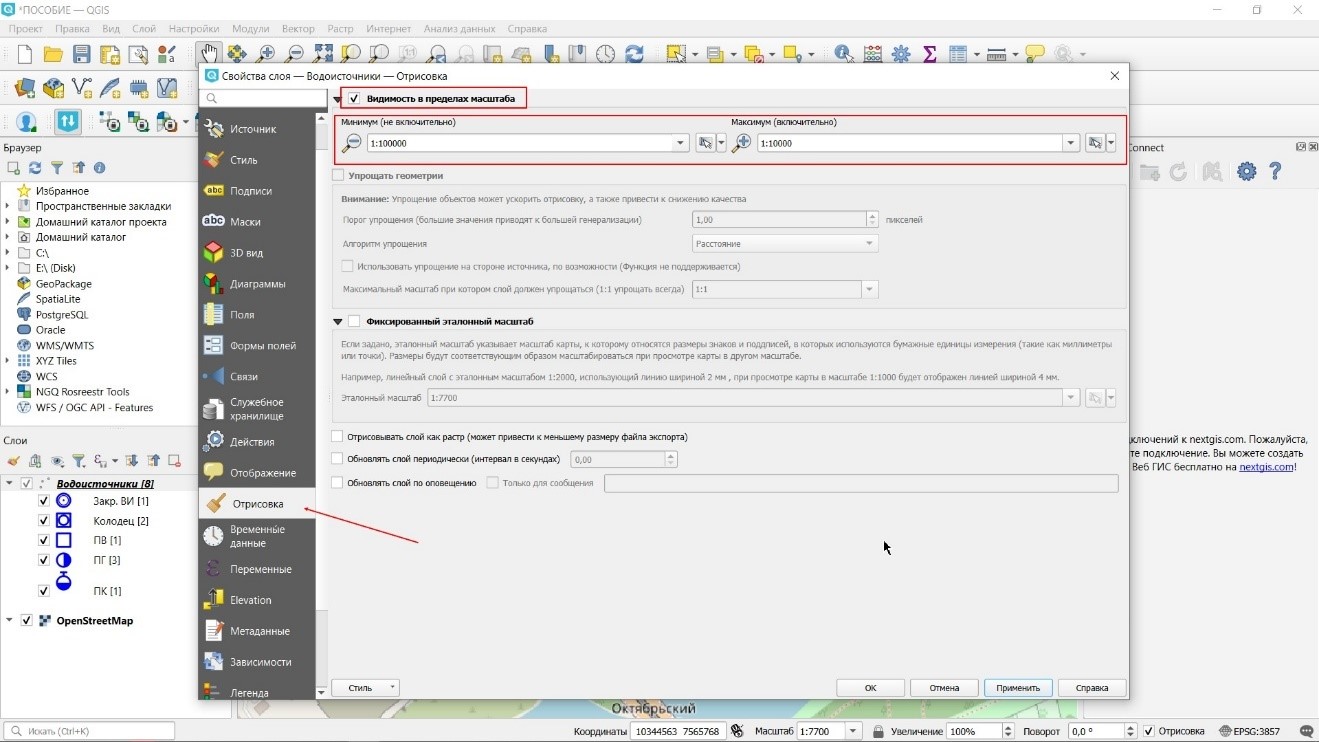 *ПОСОБИЕ — QGIS
Проект Правка Вид Слой Настройки Модули Вектор Растр Интернет Анализ данных Справка
Свойства слоя — Водоисточники — Отрисовка
Браузер
Избранное
Пространственные закладки
Домашний каталог проекта
Домашний каталог
C:\
E:\ (Disk)
GeoPackage
SpatiaLite
PostgreSQL
Oracle
WMS/WMTS
XYZ Tiles
WCS
NGQ Rosreestr Tools
WFS / OGC API - Features
Слои
Водоисточники [8]
Закр. ВИ [1]
Колодец [2]
ПВ [1]
ПГ [3]
ПК [1]
OpenStreetMap
Источник
Стиль
abc Подписи
abc Маски
3D вид
Диаграммы
Поля
Формы полей
Связи
Служебное
хранилище
Действия
Отображение
Отрисовка
Временные
данные
Переменные
Elevation
Метаданные
Зависимости
Легенда
Видимость в пределах масштаба
Минимум (не включительно) Максимум (включительно)
1:100000 1:10000
Упрощать геометрии
Внимание: Упрощение объектов может ускорить отрисовку, а также привести к снижению качества
Порог упрощения (большие значения приводят к большей генерализации) 1,00 пикселей
Алгоритм упрощения Расстояние
Использовать упрощение на стороне источника, по возможности (Функция не поддерживается)
Максимальный масштаб при котором слой должен упрощаться (1:1 упрощать всегда) 1:1
Фиксированный эталонный масштаб
Если задано, эталонный масштаб указывает масштаб карты, к которому относятся размеры знаков и поддписей, в которых используются бумажные единицы измерения (такие как миллиметры
или точки). Размеры будут соответствующим образом масштабироваться при просмотре карты в другом масштабе.
Например, линейный слой с эталонным масштабом 1:2000, использующий линию шириной 2 мм , при просмотре карты в масштабе 1:1000 будет отображен линией шириной 4 мм.
Эталонный масштаб 1:7700
Отрисовывать слой как растр (может привести к меньшему размеру файла экспорта)
Обновлять слой периодически (интервал в секундах) 0,00
Обновлять слой по оповещению Только для сообщения
Стиль OK Отмена Применить Справка
Connect
ключений к nextgis.com. Пожалуйста,
те подключение. Вы можете создать
Веб ГИС бесплатно на nextgis.com!
Октябрьский
Искать (Ctrl+K) Координаты 10344563 7565768 Масштаб 1:7700 Увеличение 100% Поворот 0,0 ° Отрисовка EPSG:3857